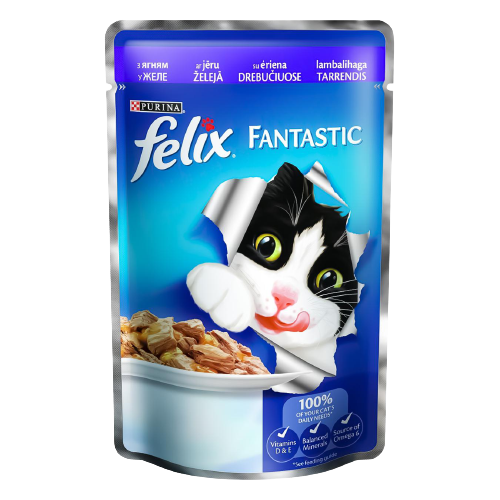 з ягням
у ЖЕЛЕ
ar jēru
ŽELEJĀ
su ėriena
DREBUČIUOSE
lambalihaga
TARRENDIS
PURINA
felix®
FANTASTIC
100%
OF YOUR CAT'S
DAILY NEEDS*
Vitamins
D & E
Balanced
Minerals
Source of
Omega 6
*See feeding guide